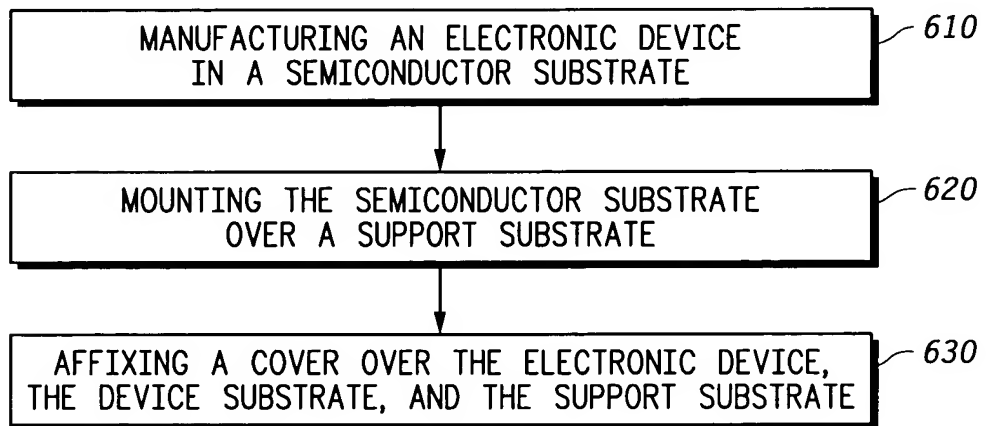 MANUFACTURING AN ELECTRONIC DEVICE
IN A SEMICONDUCTOR SUBSTRATE
610
MOUNTING THE SEMICONDUCTOR SUBSTRATE
OVER A SUPPORT SUBSTRATE
620
AFFIXING A COVER OVER THE ELECTRONIC DEVICE,
THE DEVICE SUBSTRATE, AND THE SUPPORT SUBSTRATE
630